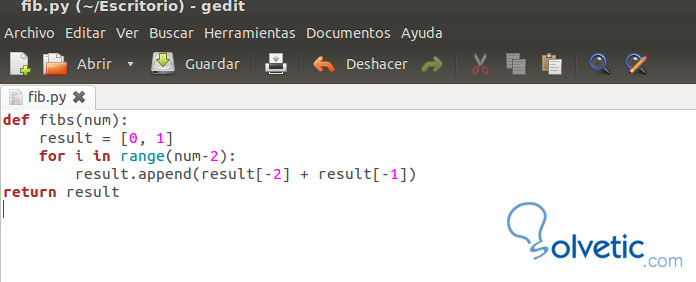 fib.py (~/Escritorio) - gedit
Archivo Editar Ver Buscar Herramientas Documentos Ayuda
Abrir Guardar Deshacer
fib.py
def fibs(num):
    result = [0, 1]
    for i in range(num-2):
        result.append(result[-2] + result[-1])
return result
Solvetic.com